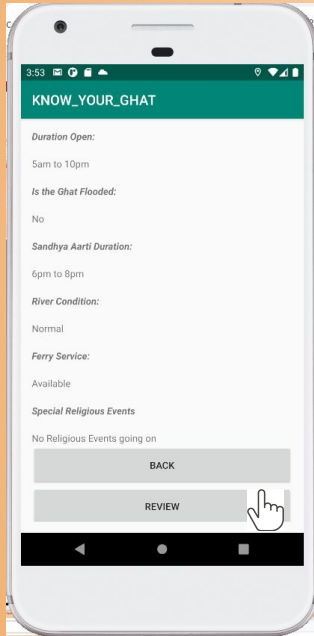 3:53
KNOW_YOUR_GHAT
Duration Open:
5am to 10pm
Is the Ghat Flooded:
No
Sandhya Aarti Duration:
6pm to 8pm
River Condition:
Normal
Ferry Service:
Available
Special Religious Events
No Religious Events going on
BACK
REVIEW